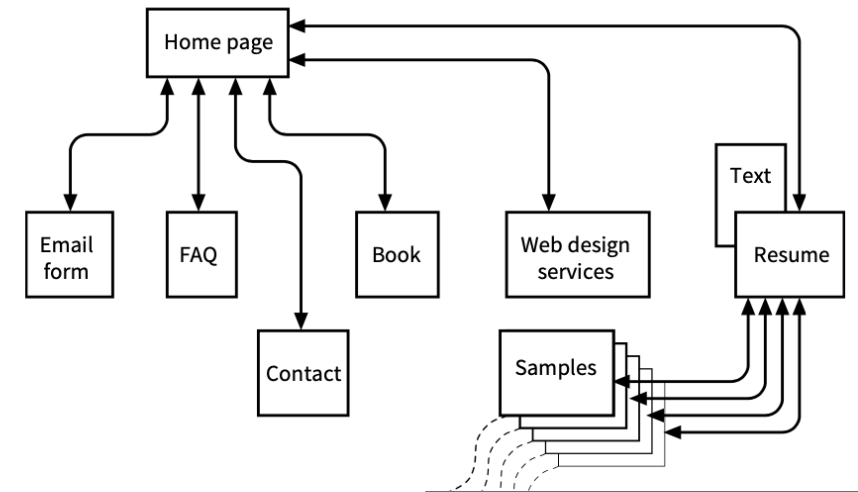 Home page
Text
Email
form
FAQ
Book
Web design
services
Resume
Contact
Samples